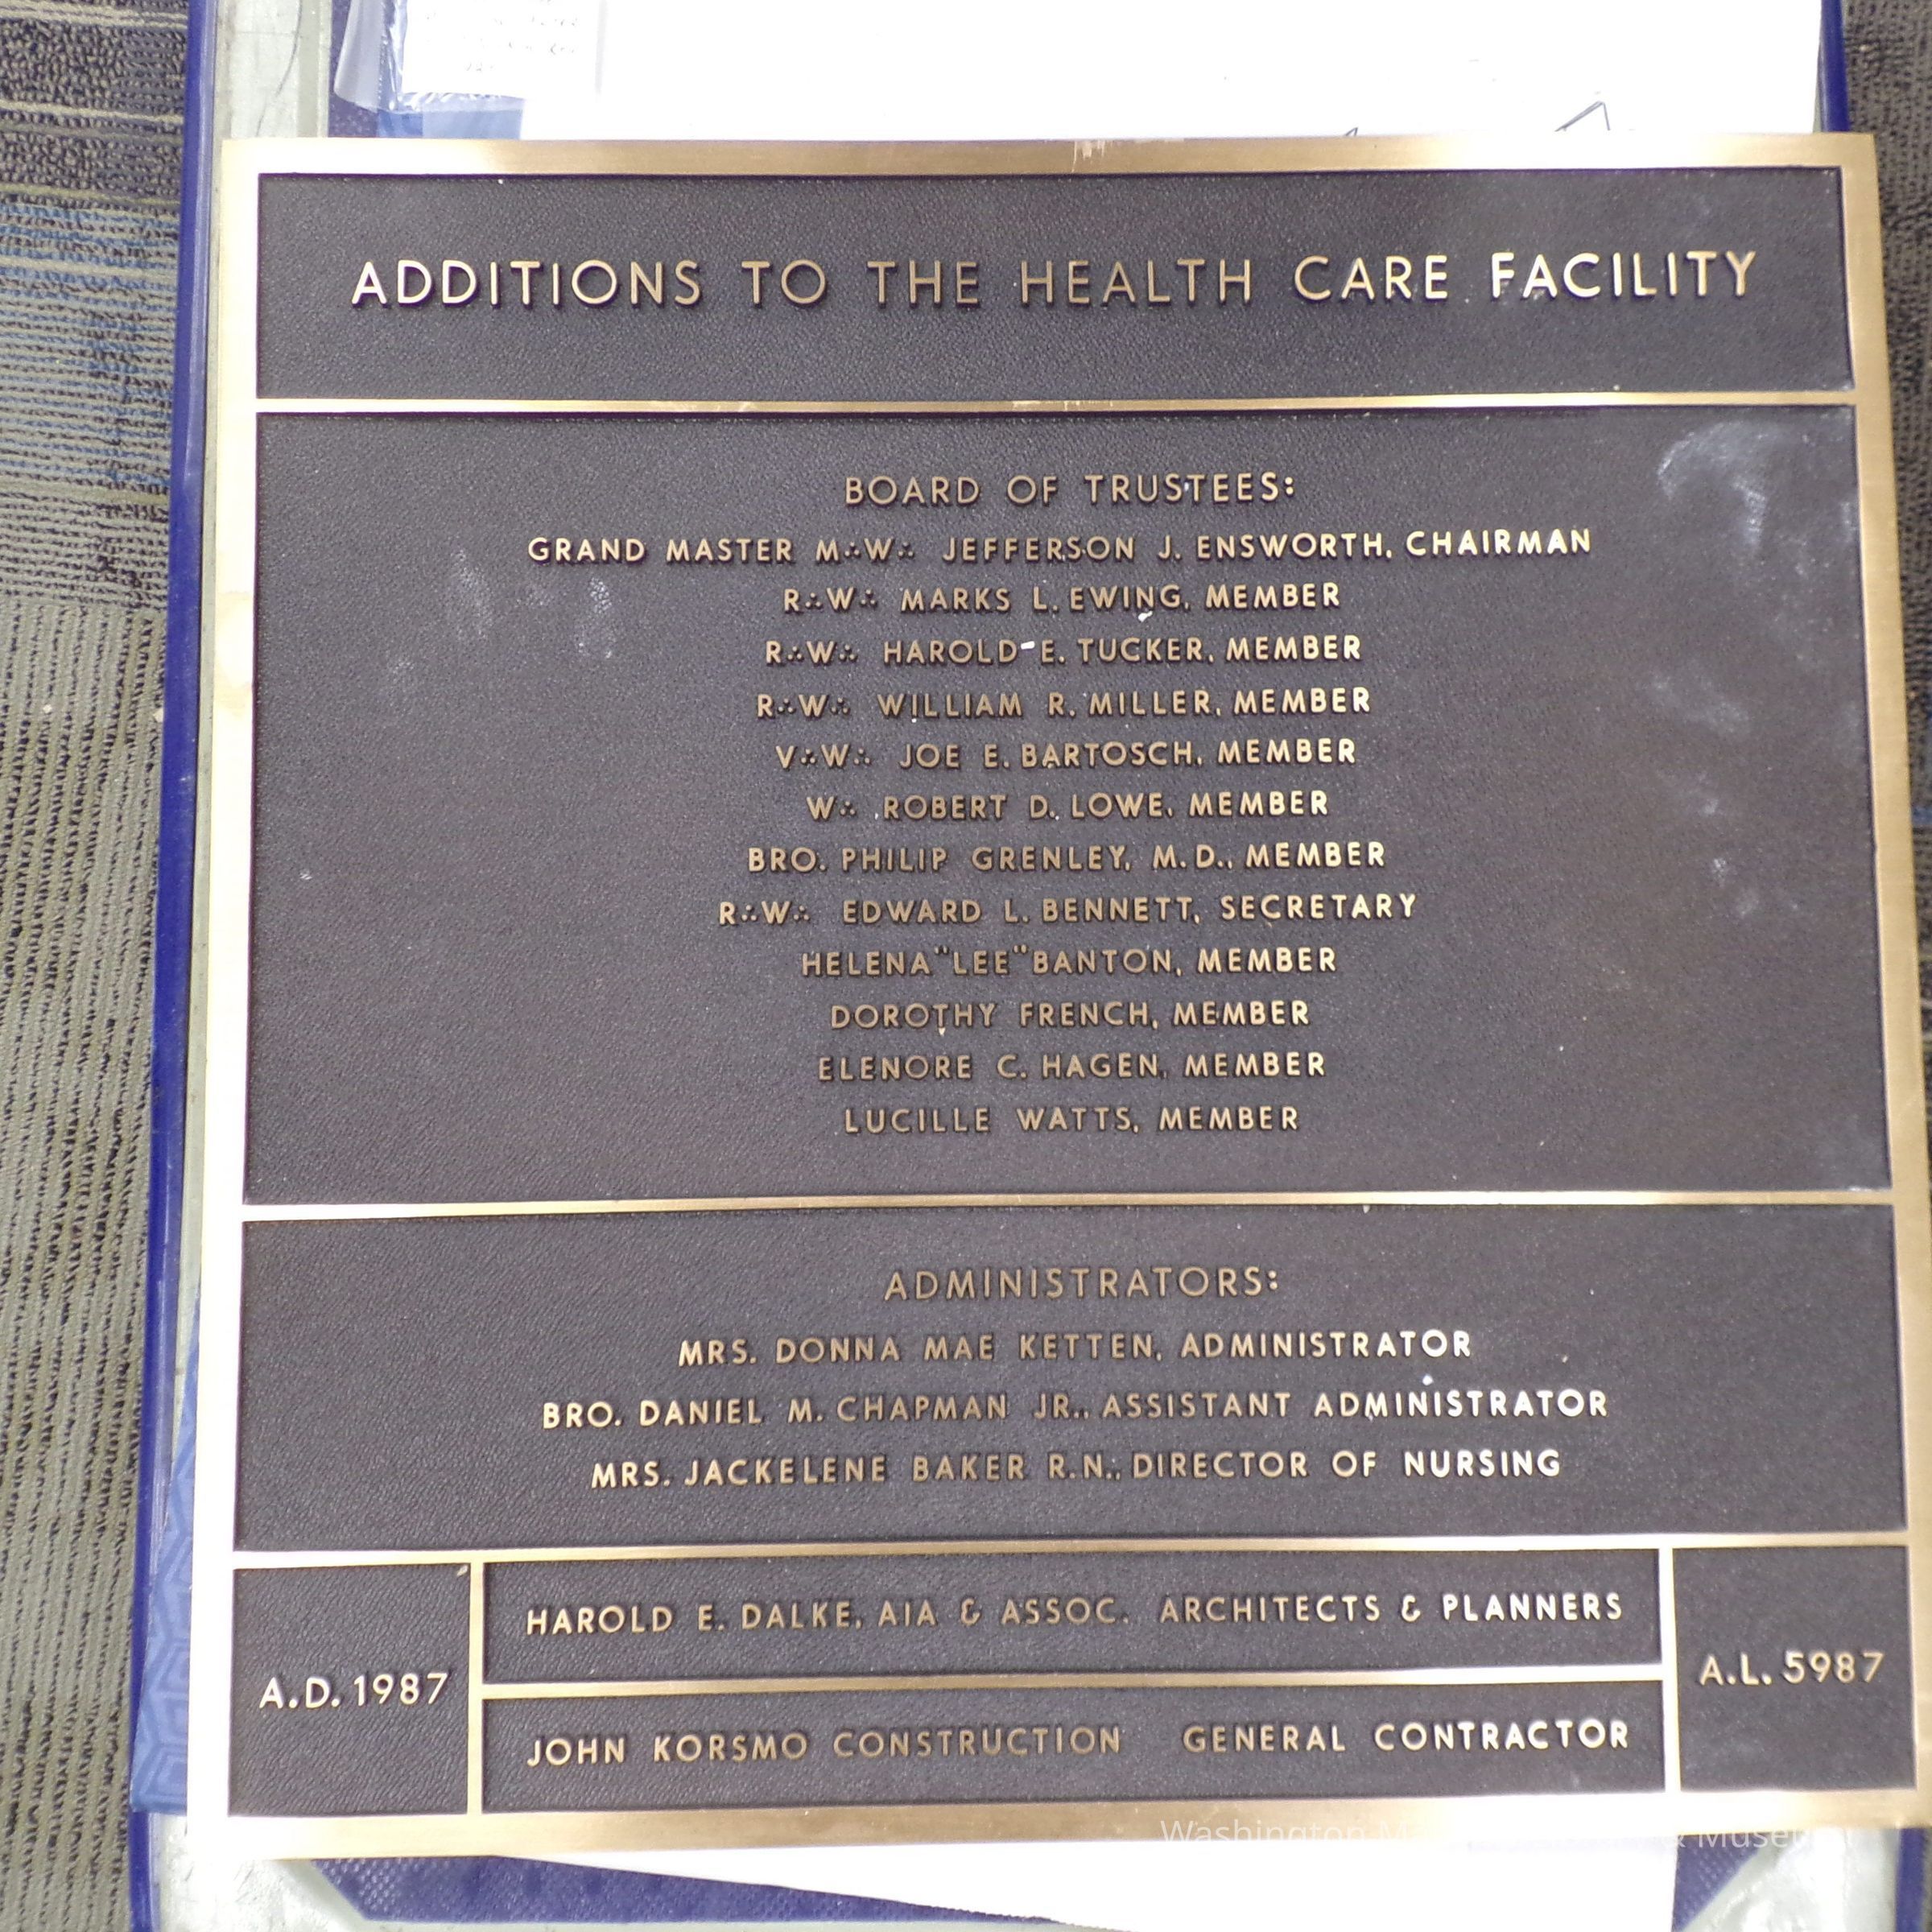 ADDITIONS TO THE HEALTH CARE FACILITY
BOARD OF TRUSTEES:
GRAND MASTER M∴W∴ JEFFERSON J. ENSWORTH, CHAIRMAN
R∴W∴ MARKS L. EWING, MEMBER
R∴W∴ HAROLD E. TUCKER, MEMBER
R∴W∴ WILLIAM R. MILLER, MEMBER
V∴W∴ JOE E. BARTOSCH, MEMBER
W∴ ROBERT D. LOWE, MEMBER
BRO. PHILIP GRENLEY, M.D., MEMBER
R∴W∴ EDWARD L. BENNETT, SECRETARY
HELENA "LEE" BANTON, MEMBER
DOROTHY FRENCH, MEMBER
ELENORE C. HAGEN, MEMBER
LUCILLE WATTS, MEMBER
ADMINISTRATORS:
MRS. DONNA MAE KETTEN, ADMINISTRATOR
BRO. DANIEL M. CHAPMAN JR., ASSISTANT ADMINISTRATOR
MRS. JACKELENE BAKER R.N., DIRECTOR OF NURSING
HAROLD E. DALKE, AIA & ASSOC. ARCHITECTS & PLANNERS
A.D. 1987
A.L. 5987
JOHN KORSMO CONSTRUCTION GENERAL CONTRACTOR
Washington &